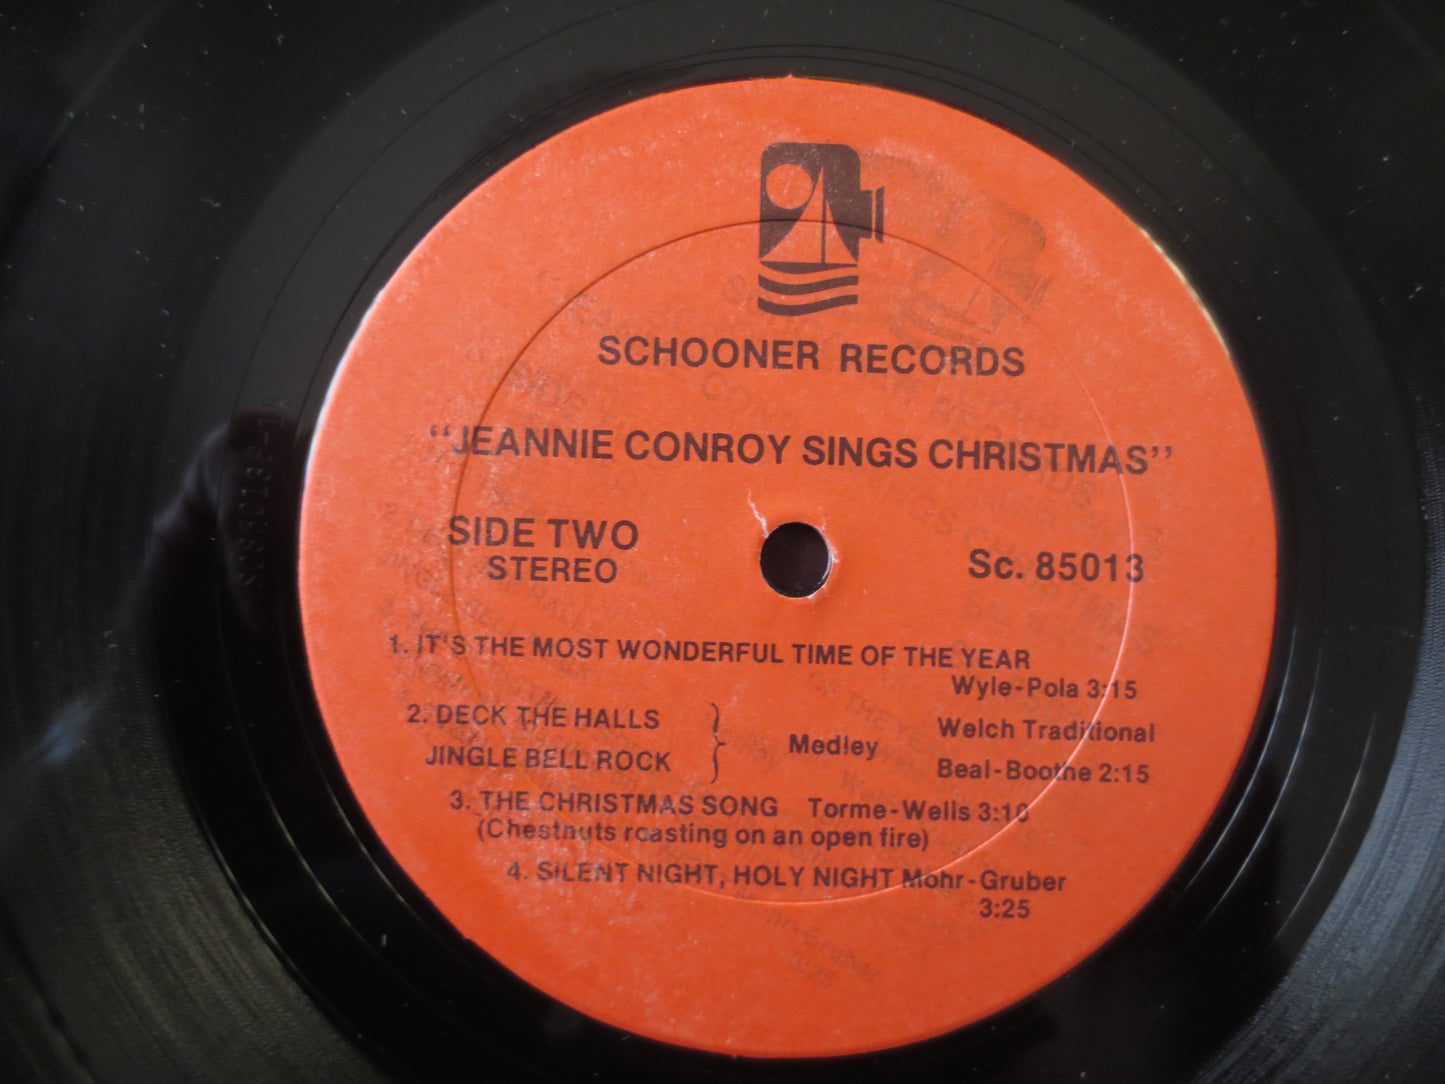 SCHOONER RECORDS
"JEANNIE CONROY SINGS CHRISTMAS"
SIDE TWO
STEREO
Sc. 85013
1. IT'S THE MOST WONDERFUL TIME OF THE YEAR
Wyle-Pola 3:15
2. DECK THE HALLS
JINGLE BELL ROCK
Medley
Welch Traditional
Beal-Boothe 2:15
3. THE CHRISTMAS SONG Torme-Wells 3:10
(Chestnuts roasting on an open fire)
4. SILENT NIGHT, HOLY NIGHT Mohr-Gruber
3:25